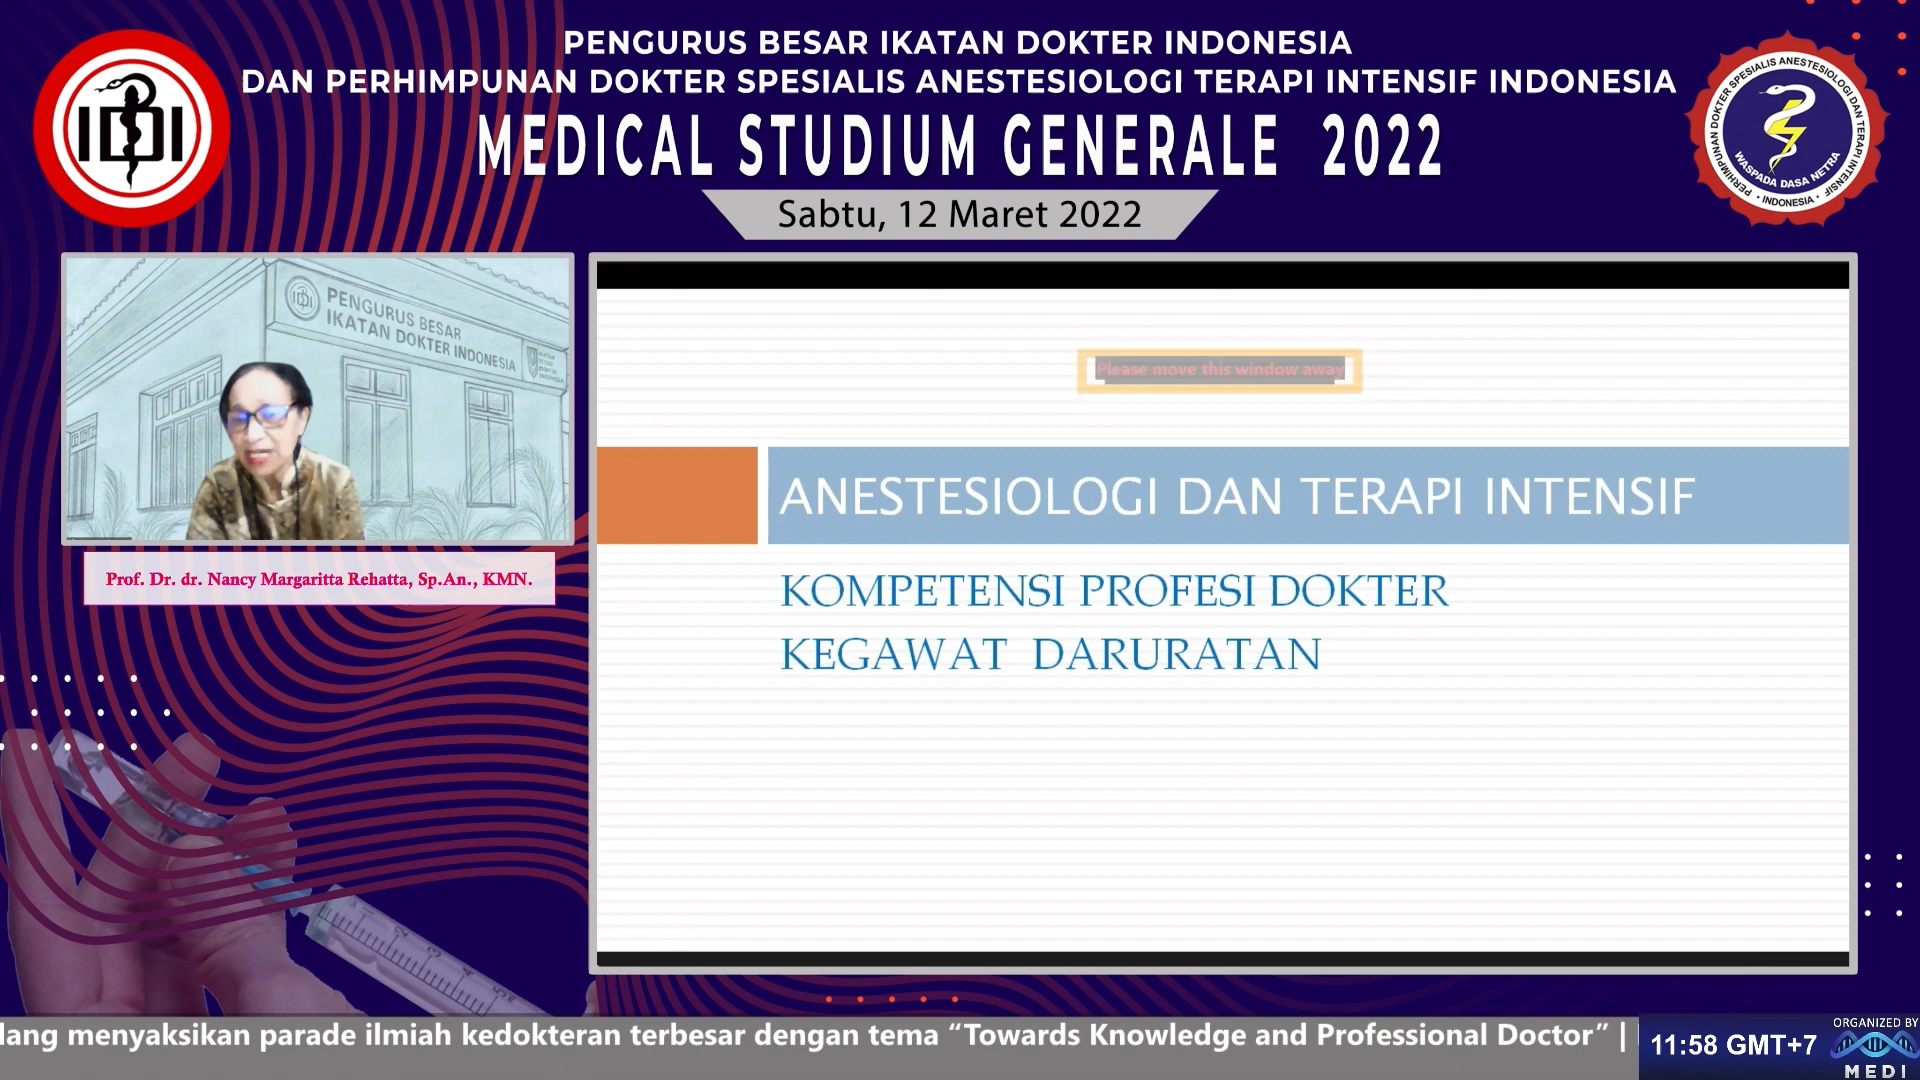 PENGURUS BESAR IKATAN DOKTER INDONESIA
DAN PERHIMPUNAN DOKTER SPESIALIS ANESTESIOLOGI TERAPI INTENSIF INDONESIA
MEDICAL STUDIUM GENERALE 2022
Sabtu, 12 Maret 2022
IDI
PERHIMPUNAN DOKTER SPESIALIS ANESTESIOLOGI DAN TERAPI INTENSIF
WASPADA DASA NETRA
INDONESIA
IDI
PENGURUS BESAR
IKATAN DOKTER INDONESIA
Prof. Dr. dr. Nancy Margaritta Rehatta, Sp.An., KMN.
Please move this window away
ANESTESIOLOGI DAN TERAPI INTENSIF
KOMPETENSI PROFESI DOKTER
KEGAWAT DARURATAN
menyaksikan parade ilmiah kedokteran terbesar dengan tema “Towards Knowledge and Professional Doctor” |
11:58 GMT+7
ORGANIZED BY
MEDI